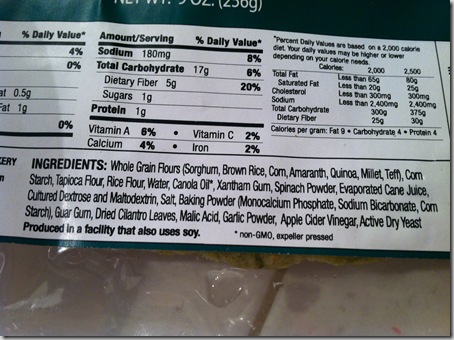 NET WT. 9 OZ. (256g)
% Daily Value*
4%
0%
at 0.5g
Fat 1g
0%
Amount/Serving % Daily Value*
Sodium 180mg 8%
Total Carbohydrate 17g 6%
Dietary Fiber 5g 20%
Sugars 1g
Protein 1g
Vitamin A 6% • Vitamin C 2%
Calcium 4% • Iron 2%
*Percent Daily Values are based on a 2,000 calorie
diet. Your daily values may be higher or lower
depending on your calorie needs.
Calories: 2,000 2,500
Total Fat Less than 65g 80g
Saturated Fat Less than 20g 25g
Cholesterol Less than 300mg 300mg
Sodium Less than 2,400mg 2,400mg
Total Carbohydrate 300g 375g
Dietary Fiber 25g 30g
Calories per gram: Fat 9 • Carbohydrate 4 • Protein 4
KERY
INGREDIENTS: Whole Grain Flours (Sorghum, Brown Rice, Corn, Amaranth, Quinoa, Millet, Teff), Corn
Starch, Tapioca Flour, Rice Flour, Water, Canola Oil*, Xantham Gum, Spinach Powder, Evaporated Cane Juice,
Cultured Dextrose and Maltodextrin, Salt, Baking Powder (Monocalcium Phosphate, Sodium Bicarbonate, Corn
Starch), Guar Gum, Dried Cilantro Leaves, Malic Acid, Garlic Powder, Apple Cider Vinegar, Active Dry Yeast
Produced in a facility that also uses soy. * non-GMO, expeller pressed